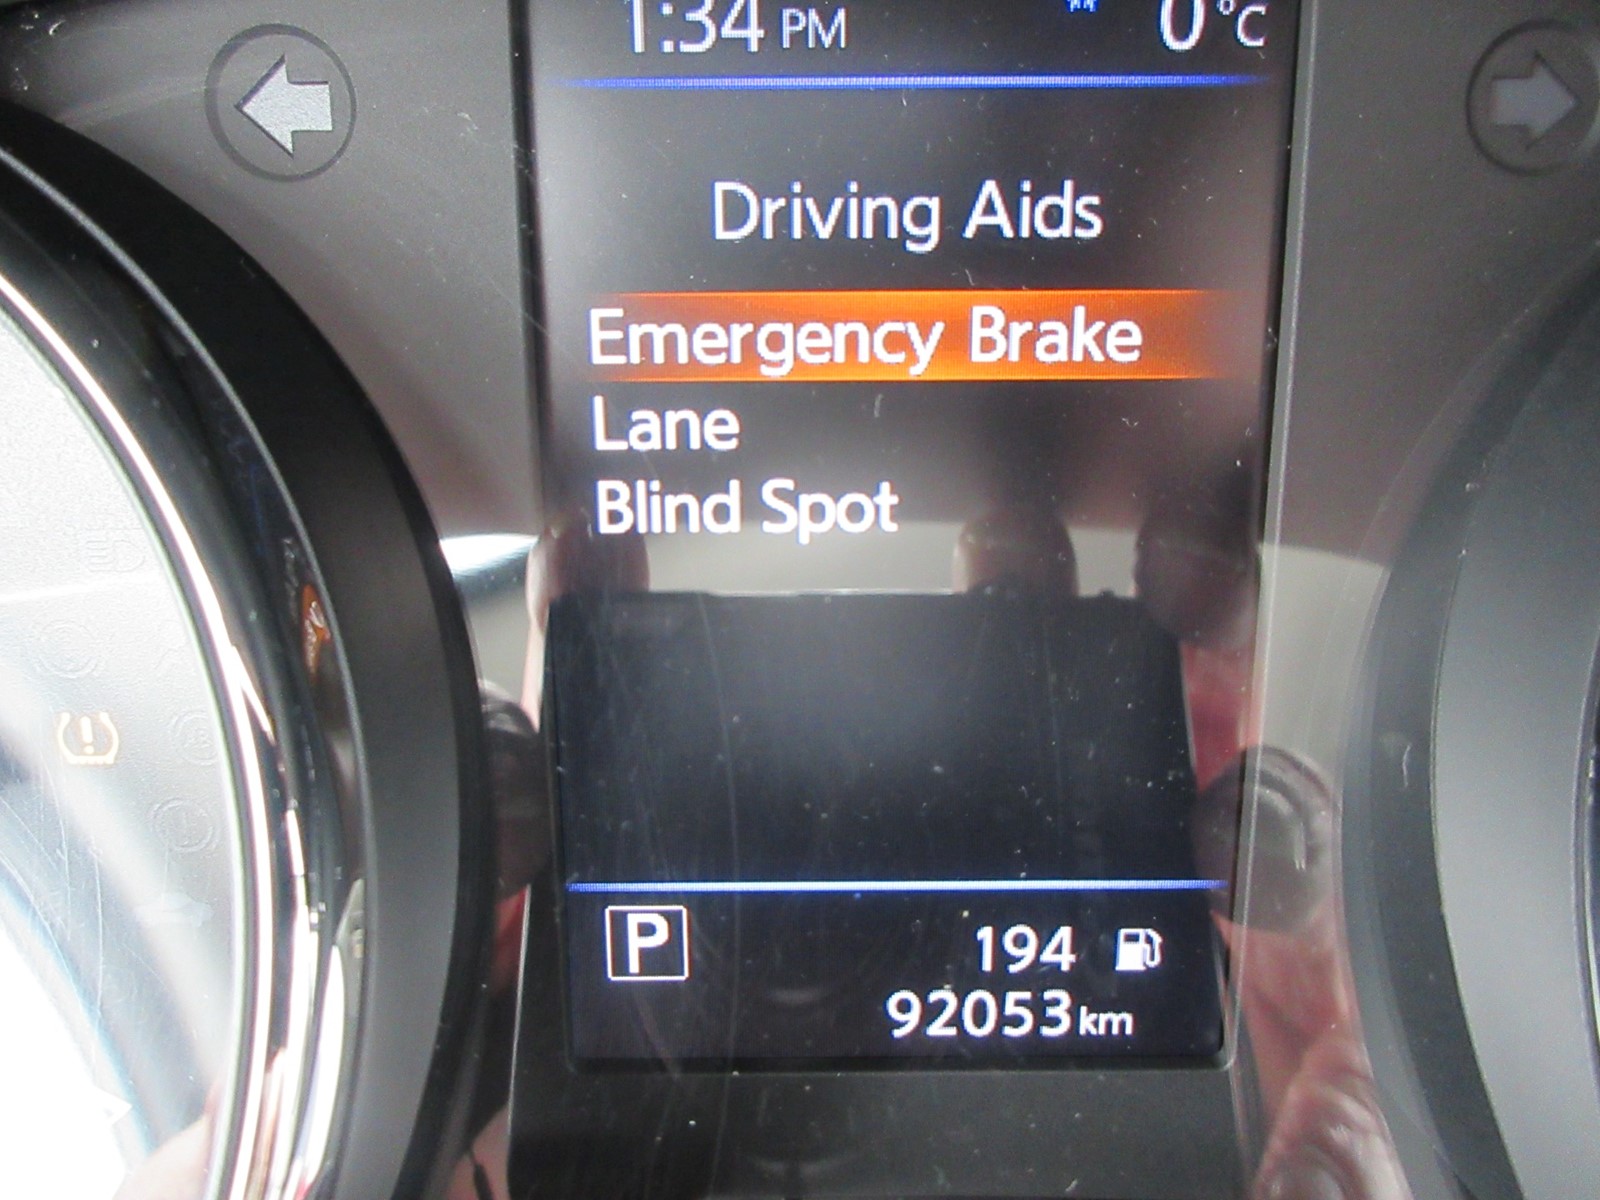 1:34 PM 0°C
Driving Aids
Emergency Brake
Lane
Blind Spot
P 194
92053km